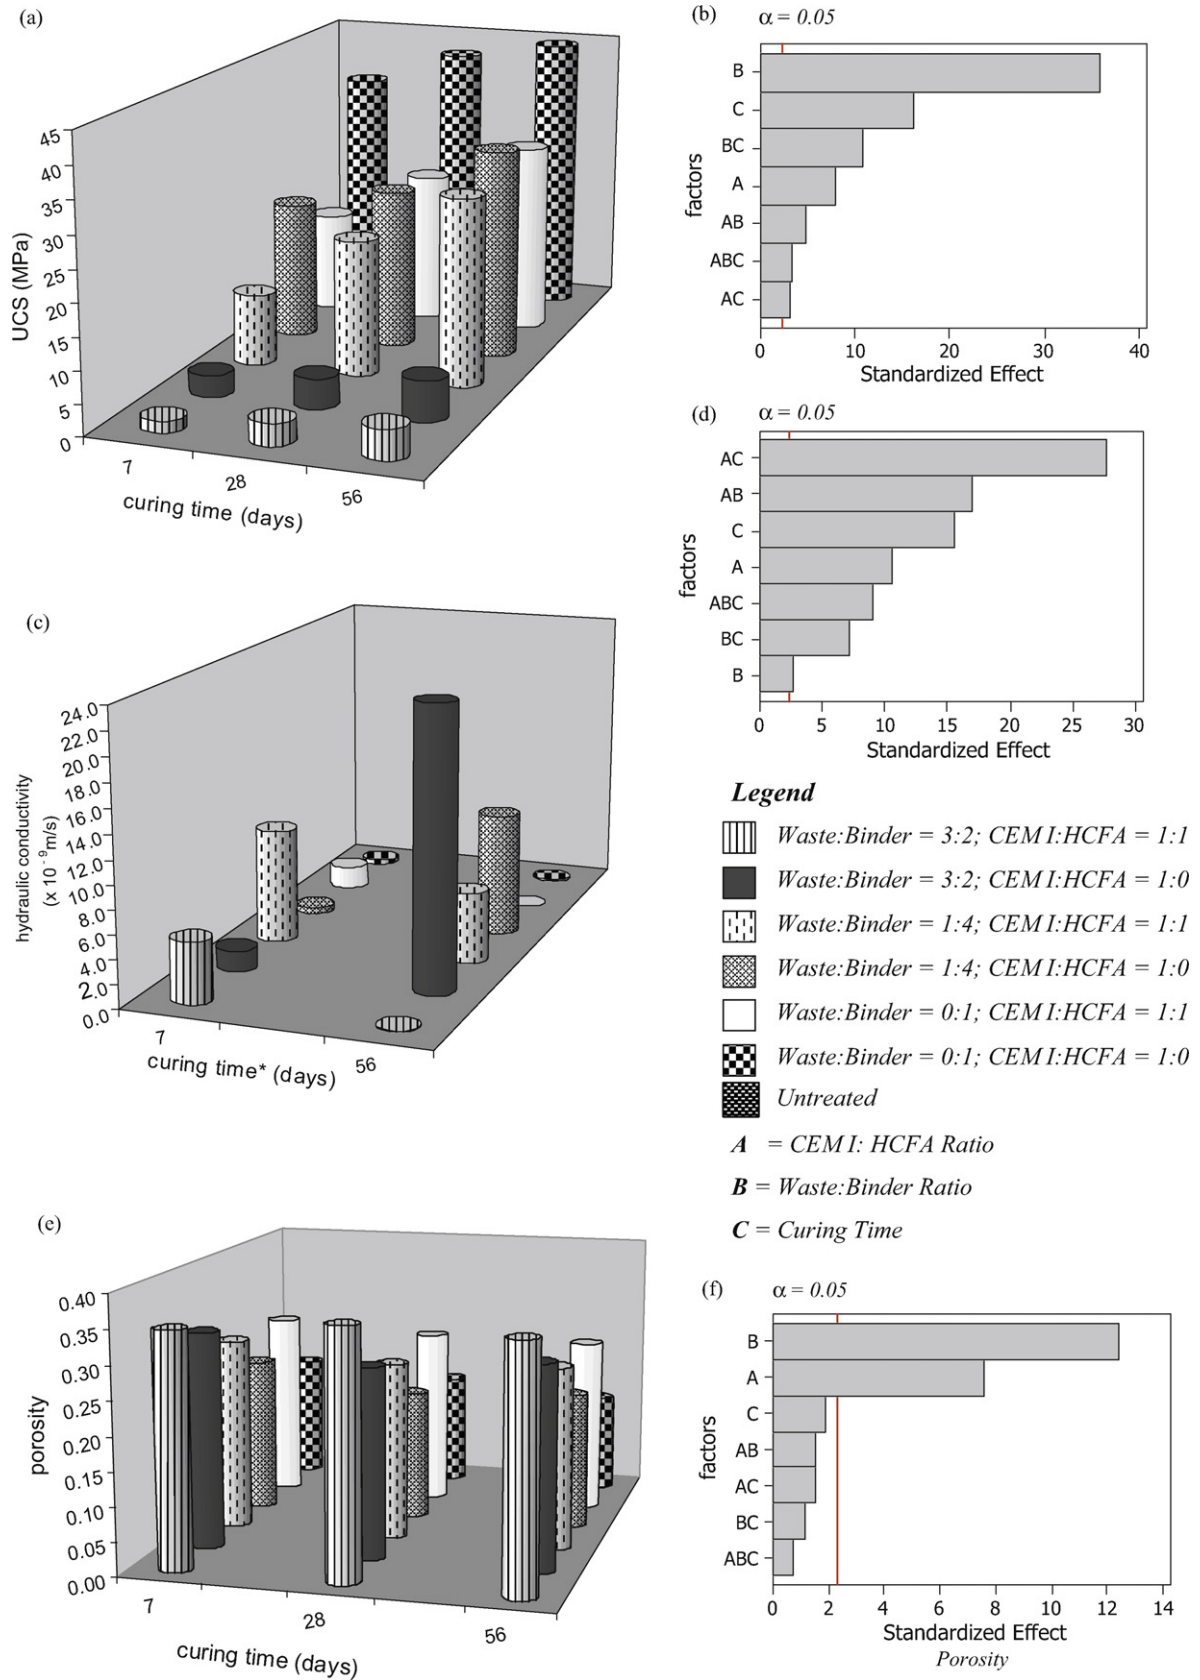 (a)
45
40
35
30
25
20
15
10
5
0
UCS (MPa)
7
28
56
curing time (days)
(b)
α = 0.05
B
C
BC
A
AB
ABC
AC
factors
0
10
30
40
Standardized Effect
(c)
24.0
22.0
20.0
18.0
16.0
14.0
12.0
10.0
8.0
6.0
4.0
2.0
0.0
hydraulic conductivity
(x 10⁻⁹m/s)
7
56
curing time* (days)
(d)
α = 0.05
AC
AB
C
A
ABC
BC
B
factors
0
5
10
15
20
25
30
Standardized Effect
Legend
Waste:Binder = 3:2; CEM I:HCFA = 1:1
Waste:Binder = 3:2; CEM I:HCFA = 1:0
Waste:Binder = 1:4; CEM I:HCFA = 1:1
Waste:Binder = 1:4; CEM I:HCFA = 1:0
Waste:Binder = 0:1; CEM I:HCFA = 1:1
Waste:Binder = 0:1; CEM I:HCFA = 1:0
Untreated
A = CEM I: HCFA Ratio
B = Waste:Binder Ratio
C = Curing Time
(e)
0.40
0.35
0.30
0.25
0.20
0.15
0.10
0.05
0.00
porosity
7
28
56
curing time (days)
(f)
α = 0.05
B
A
C
AB
AC
BC
ABC
factors
0
2
4
6
8
10
12
14
Standardized Effect
Porosity